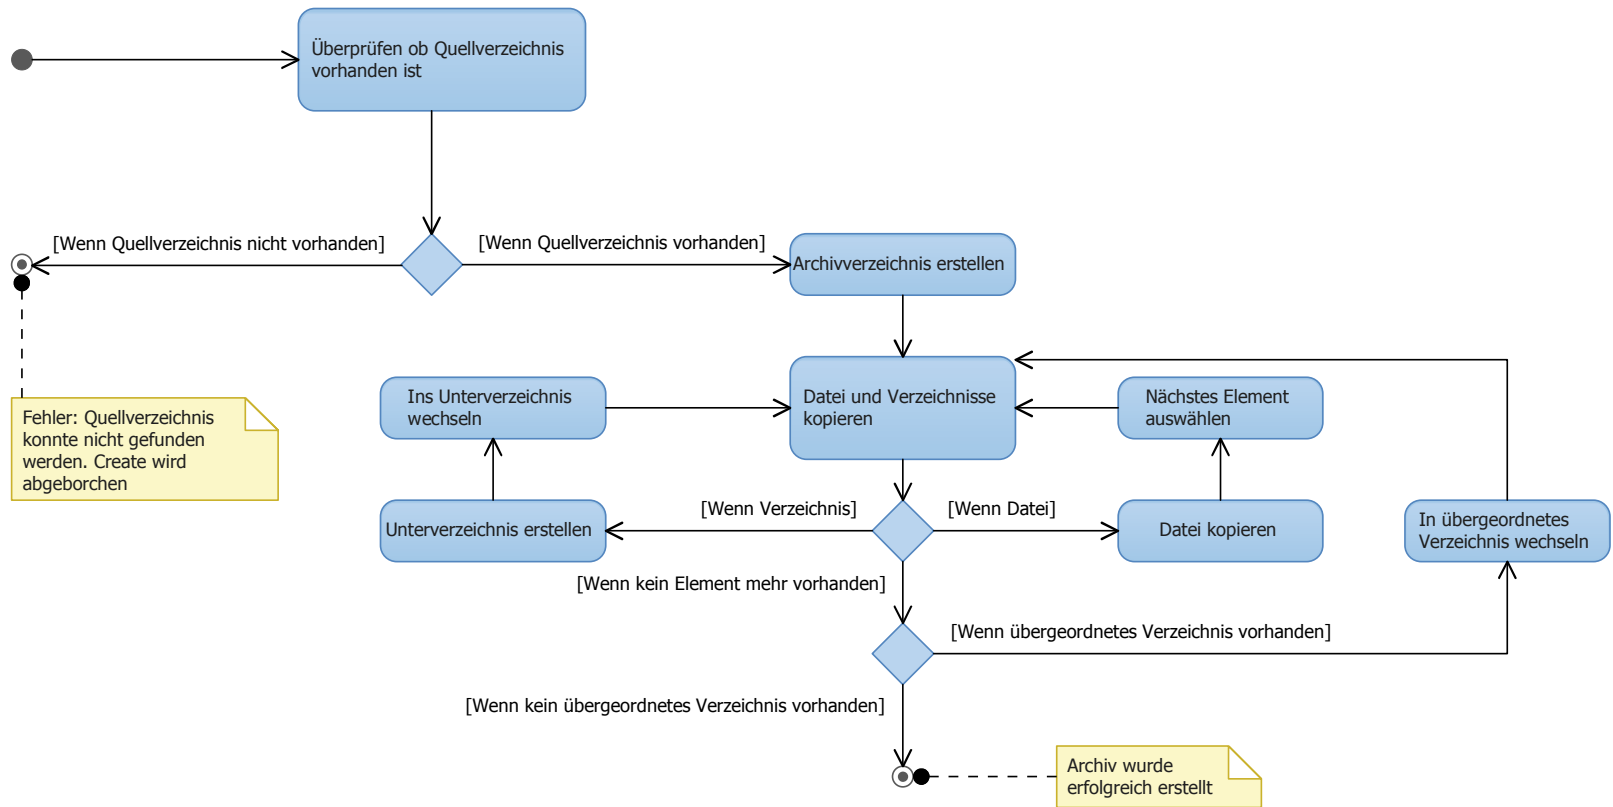 Überprüfen ob Quellverzeichnis
vorhanden ist
[Wenn Quellverzeichnis nicht vorhanden]
[Wenn Quellverzeichnis vorhanden]
Archivverzeichnis erstellen
Fehler: Quellverzeichnis
konnte nicht gefunden
werden. Create wird
abgeborchen
Ins Unterverzeichnis
wechseln
Datei und Verzeichnisse
kopieren
Nächstes Element
auswählen
[Wenn Verzeichnis]
[Wenn Datei]
Unterverzeichnis erstellen
Datei kopieren
In übergeordnetes
Verzeichnis wechseln
[Wenn kein Element mehr vorhanden]
[Wenn übergeordnetes Verzeichnis vorhanden]
[Wenn kein übergeordnetes Verzeichnis vorhanden]
Archiv wurde
erfolgreich erstellt